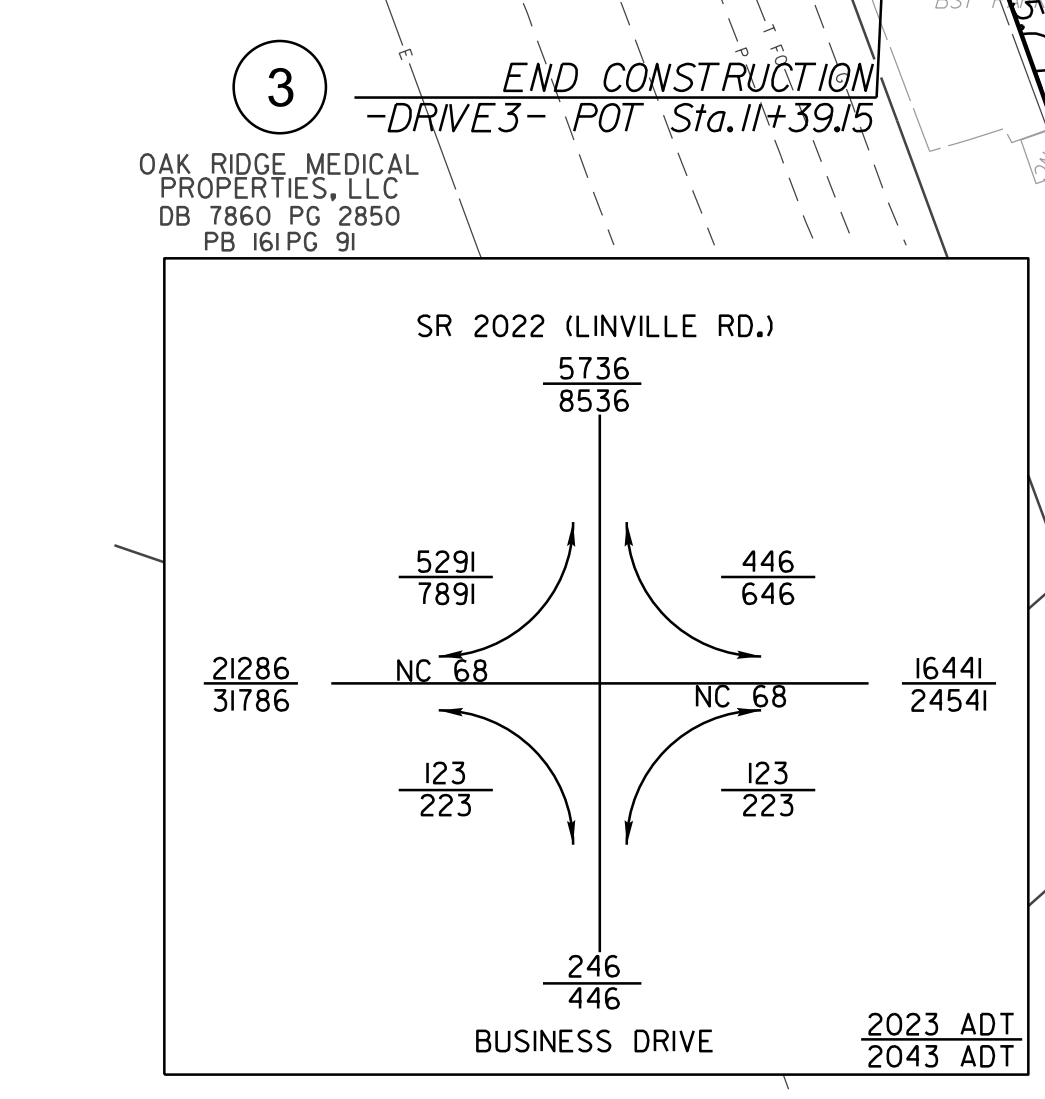 3
END CONSTRUCTION
-DRIVE3- POT Sta.11+39.15
OAK RIDGE MEDICAL
PROPERTIES, LLC
DB 7860 PG 2850
PB 161 PG 91
E
P
T FO
G
SR 2022 (LINVILLE RD.)
5736
8536
5291
7891
446
646
21286
31786
NC 68
NC 68
16441
24541
123
223
123
223
246
446
BUSINESS DRIVE
2023 ADT
2043 ADT